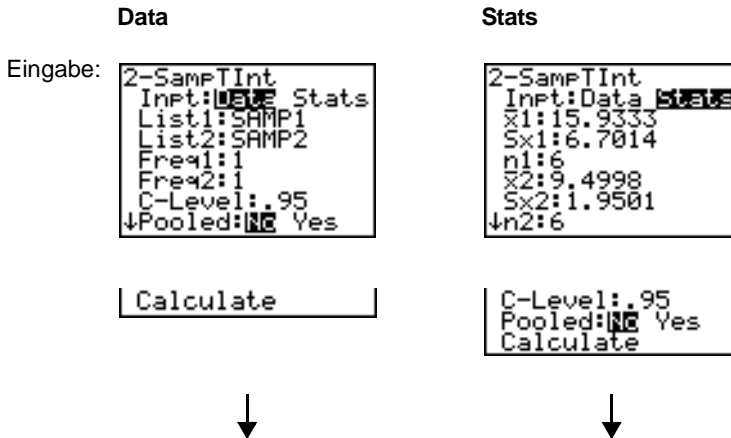 Data
Stats
Eingabe:
2-SampTInt
Inpt:Data Stats
List1:SAMP1
List2:SAMP2
Freq1:1
Freq2:1
C-Level:.95
↓Pooled:No Yes
Calculate
2-SampTInt
Inpt:Data Stats
x̄1:15.9333
Sx1:6.7014
n1:6
x̄2:9.4998
Sx2:1.9501
↓n2:6
C-Level:.95
Pooled:No Yes
Calculate